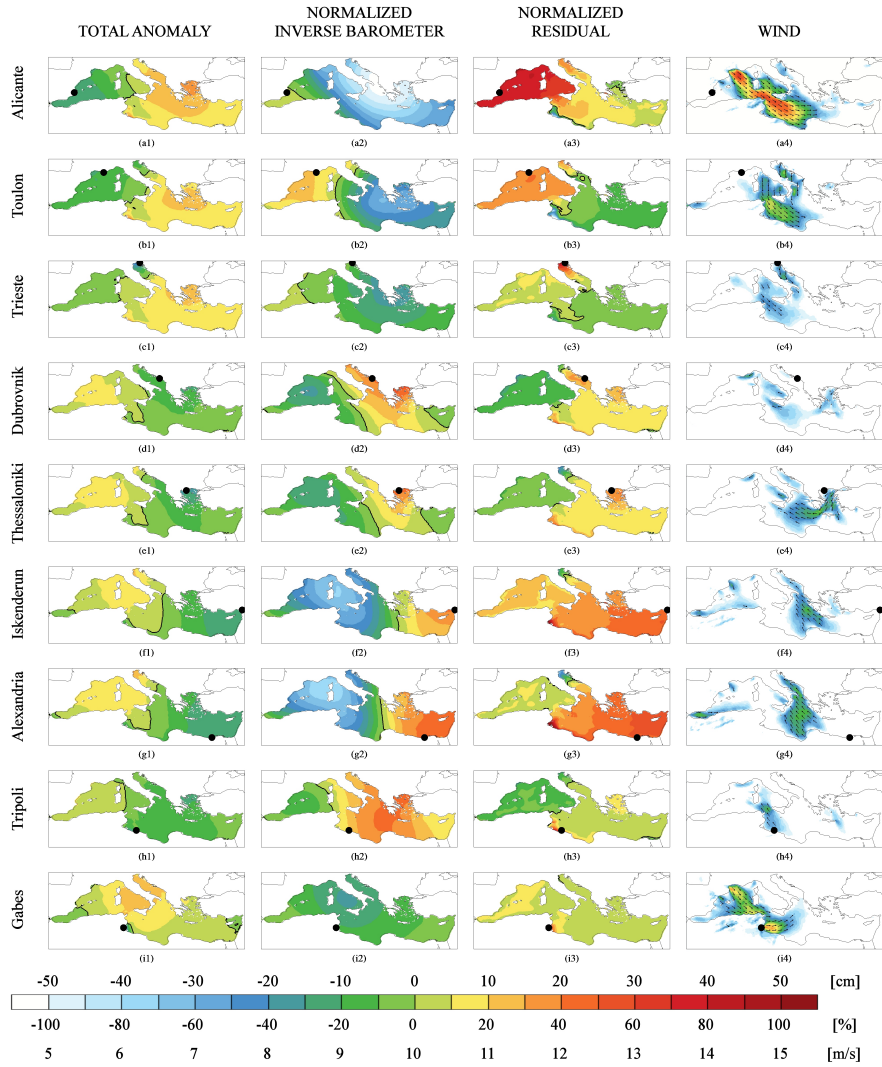 TOTAL ANOMALY
NORMALIZED
INVERSE BAROMETER
NORMALIZED
RESIDUAL
WIND
Alicante
(a1) (a2) (a3) (a4)
Toulon
(b1) (b2) (b3) (b4)
Trieste
(c1) (c2) (c3) (c4)
Dubrovnik
(d1) (d2) (d3) (d4)
Thessaloniki
(e1) (e2) (e3) (e4)
Iskenderun
(f1) (f2) (f3) (f4)
Alexandria
(g1) (g2) (g3) (g4)
Tripoli
(h1) (h2) (h3) (h4)
Gabes
(i1) (i2) (i3) (i4)
-50 -40 -30 -20 -10 0 10 20 30 40 50 [cm]
-100 -80 -60 -40 -20 0 20 40 60 80 100 [%]
5 6 7 8 9 10 11 12 13 14 15 [m/s]